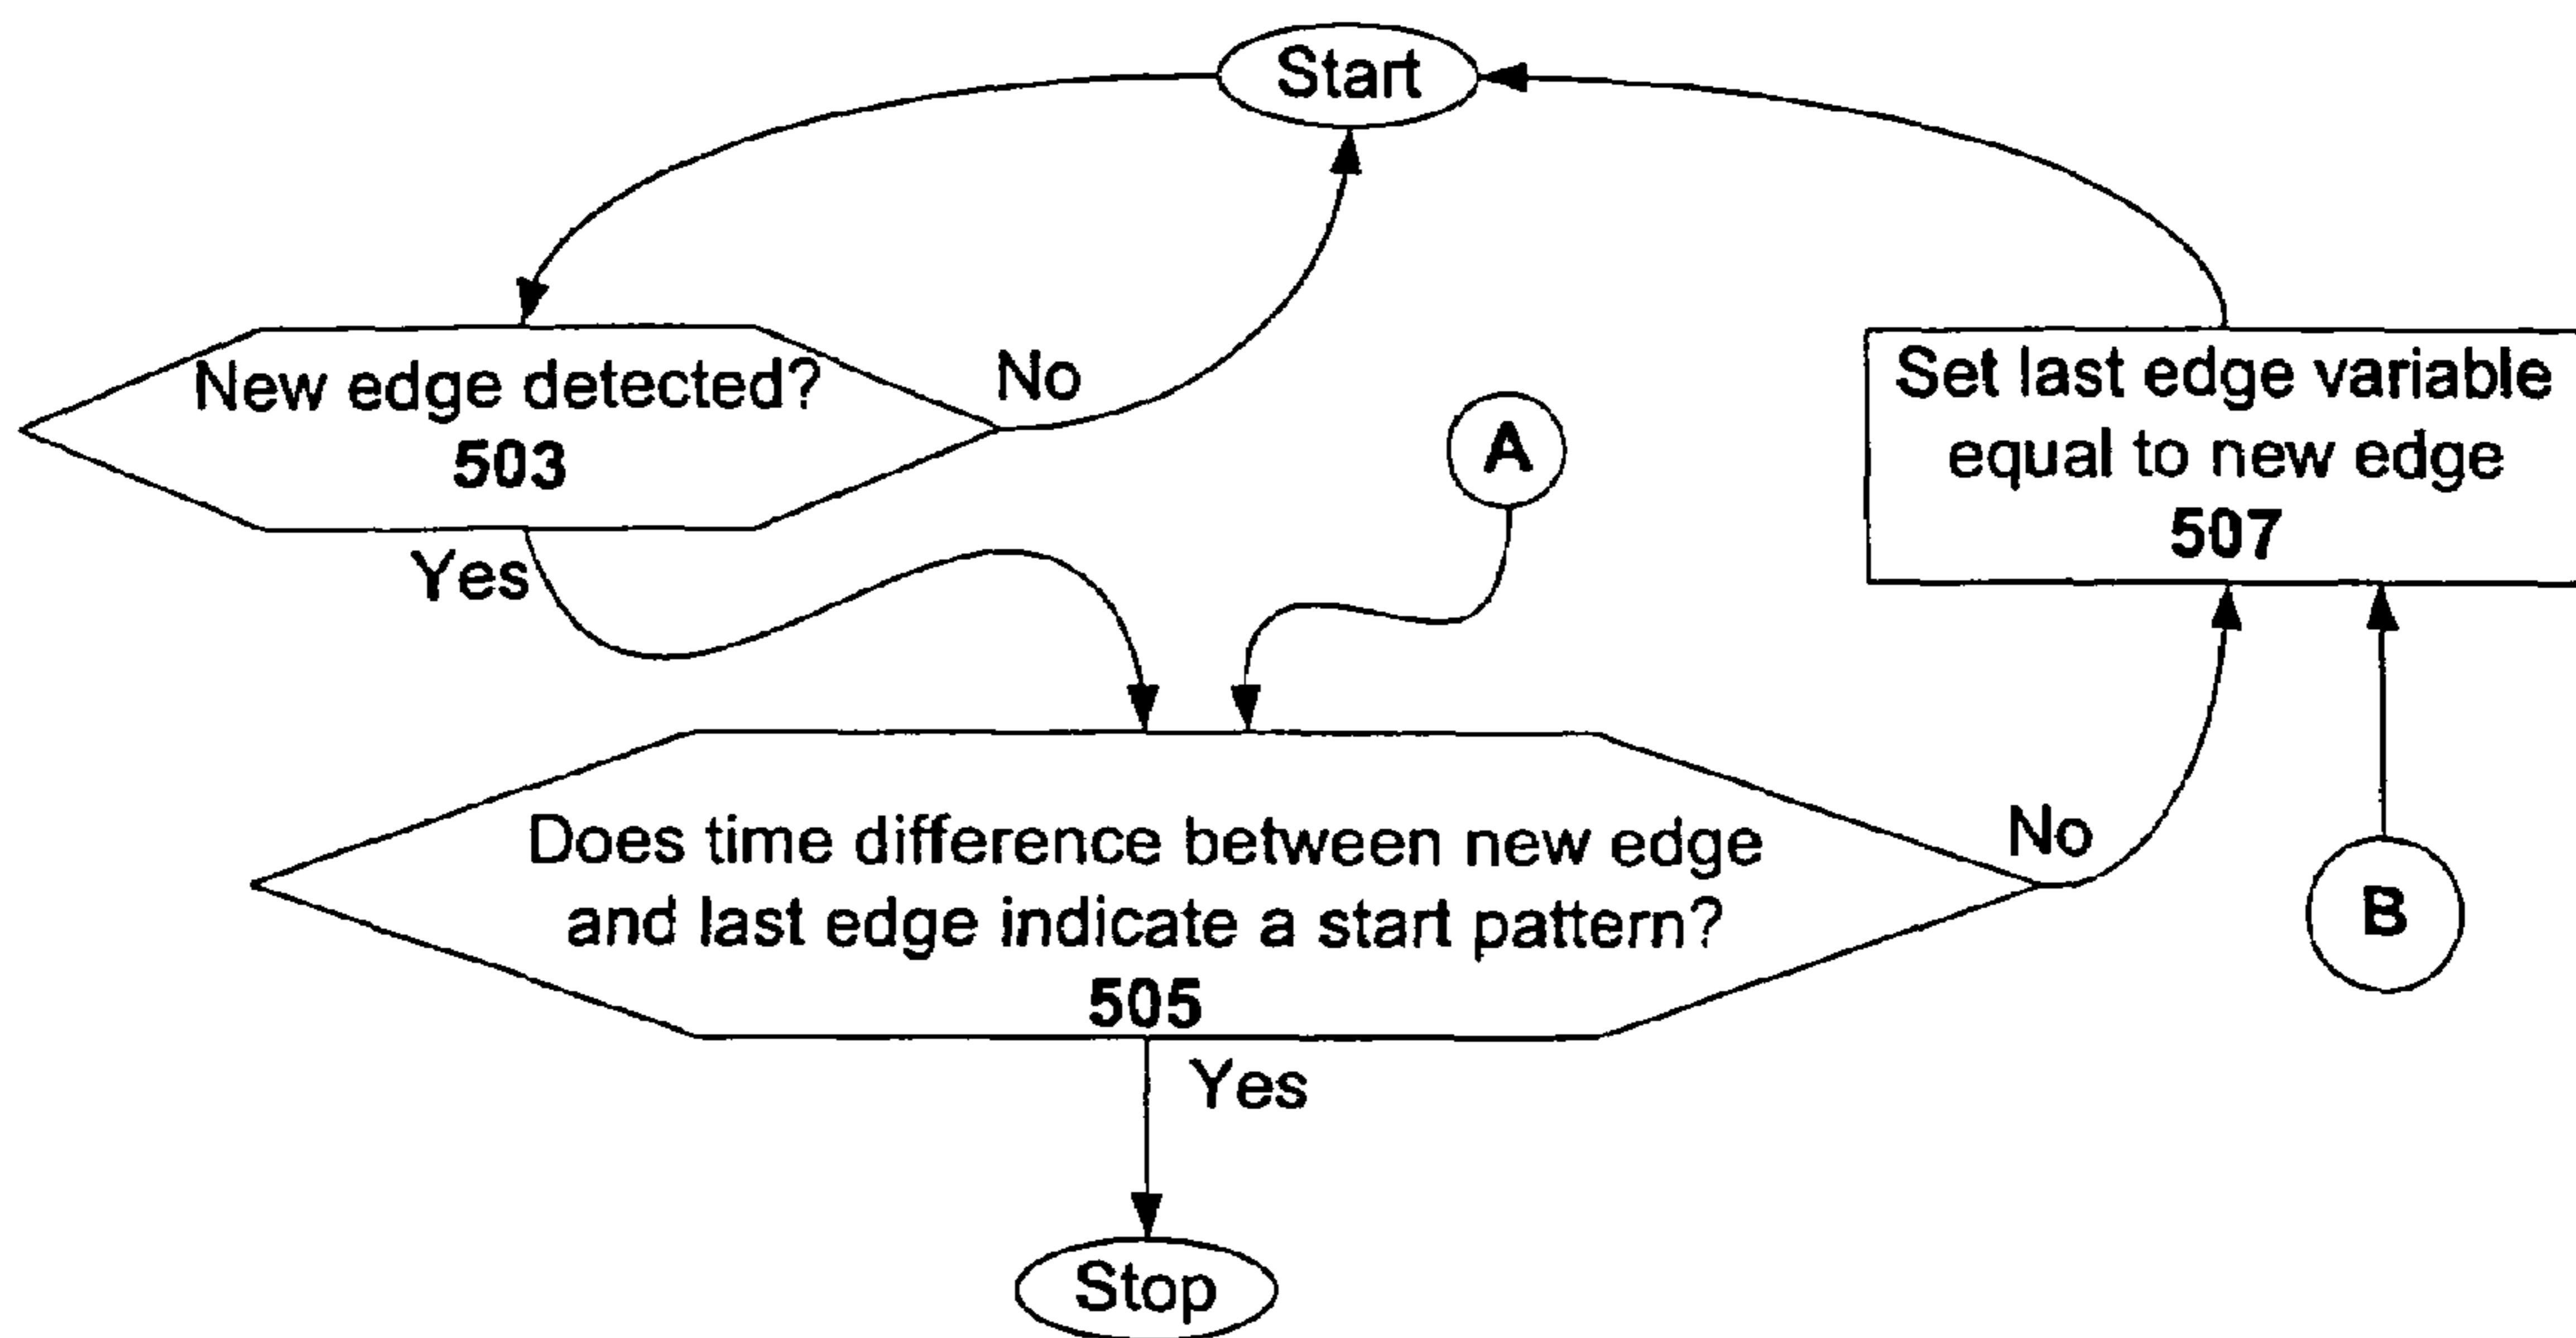 Start
New edge detected?
503
No
Yes
A
Set last edge variable
equal to new edge
507
Does time difference between new edge
and last edge indicate a start pattern?
505
No
B
Yes
Stop